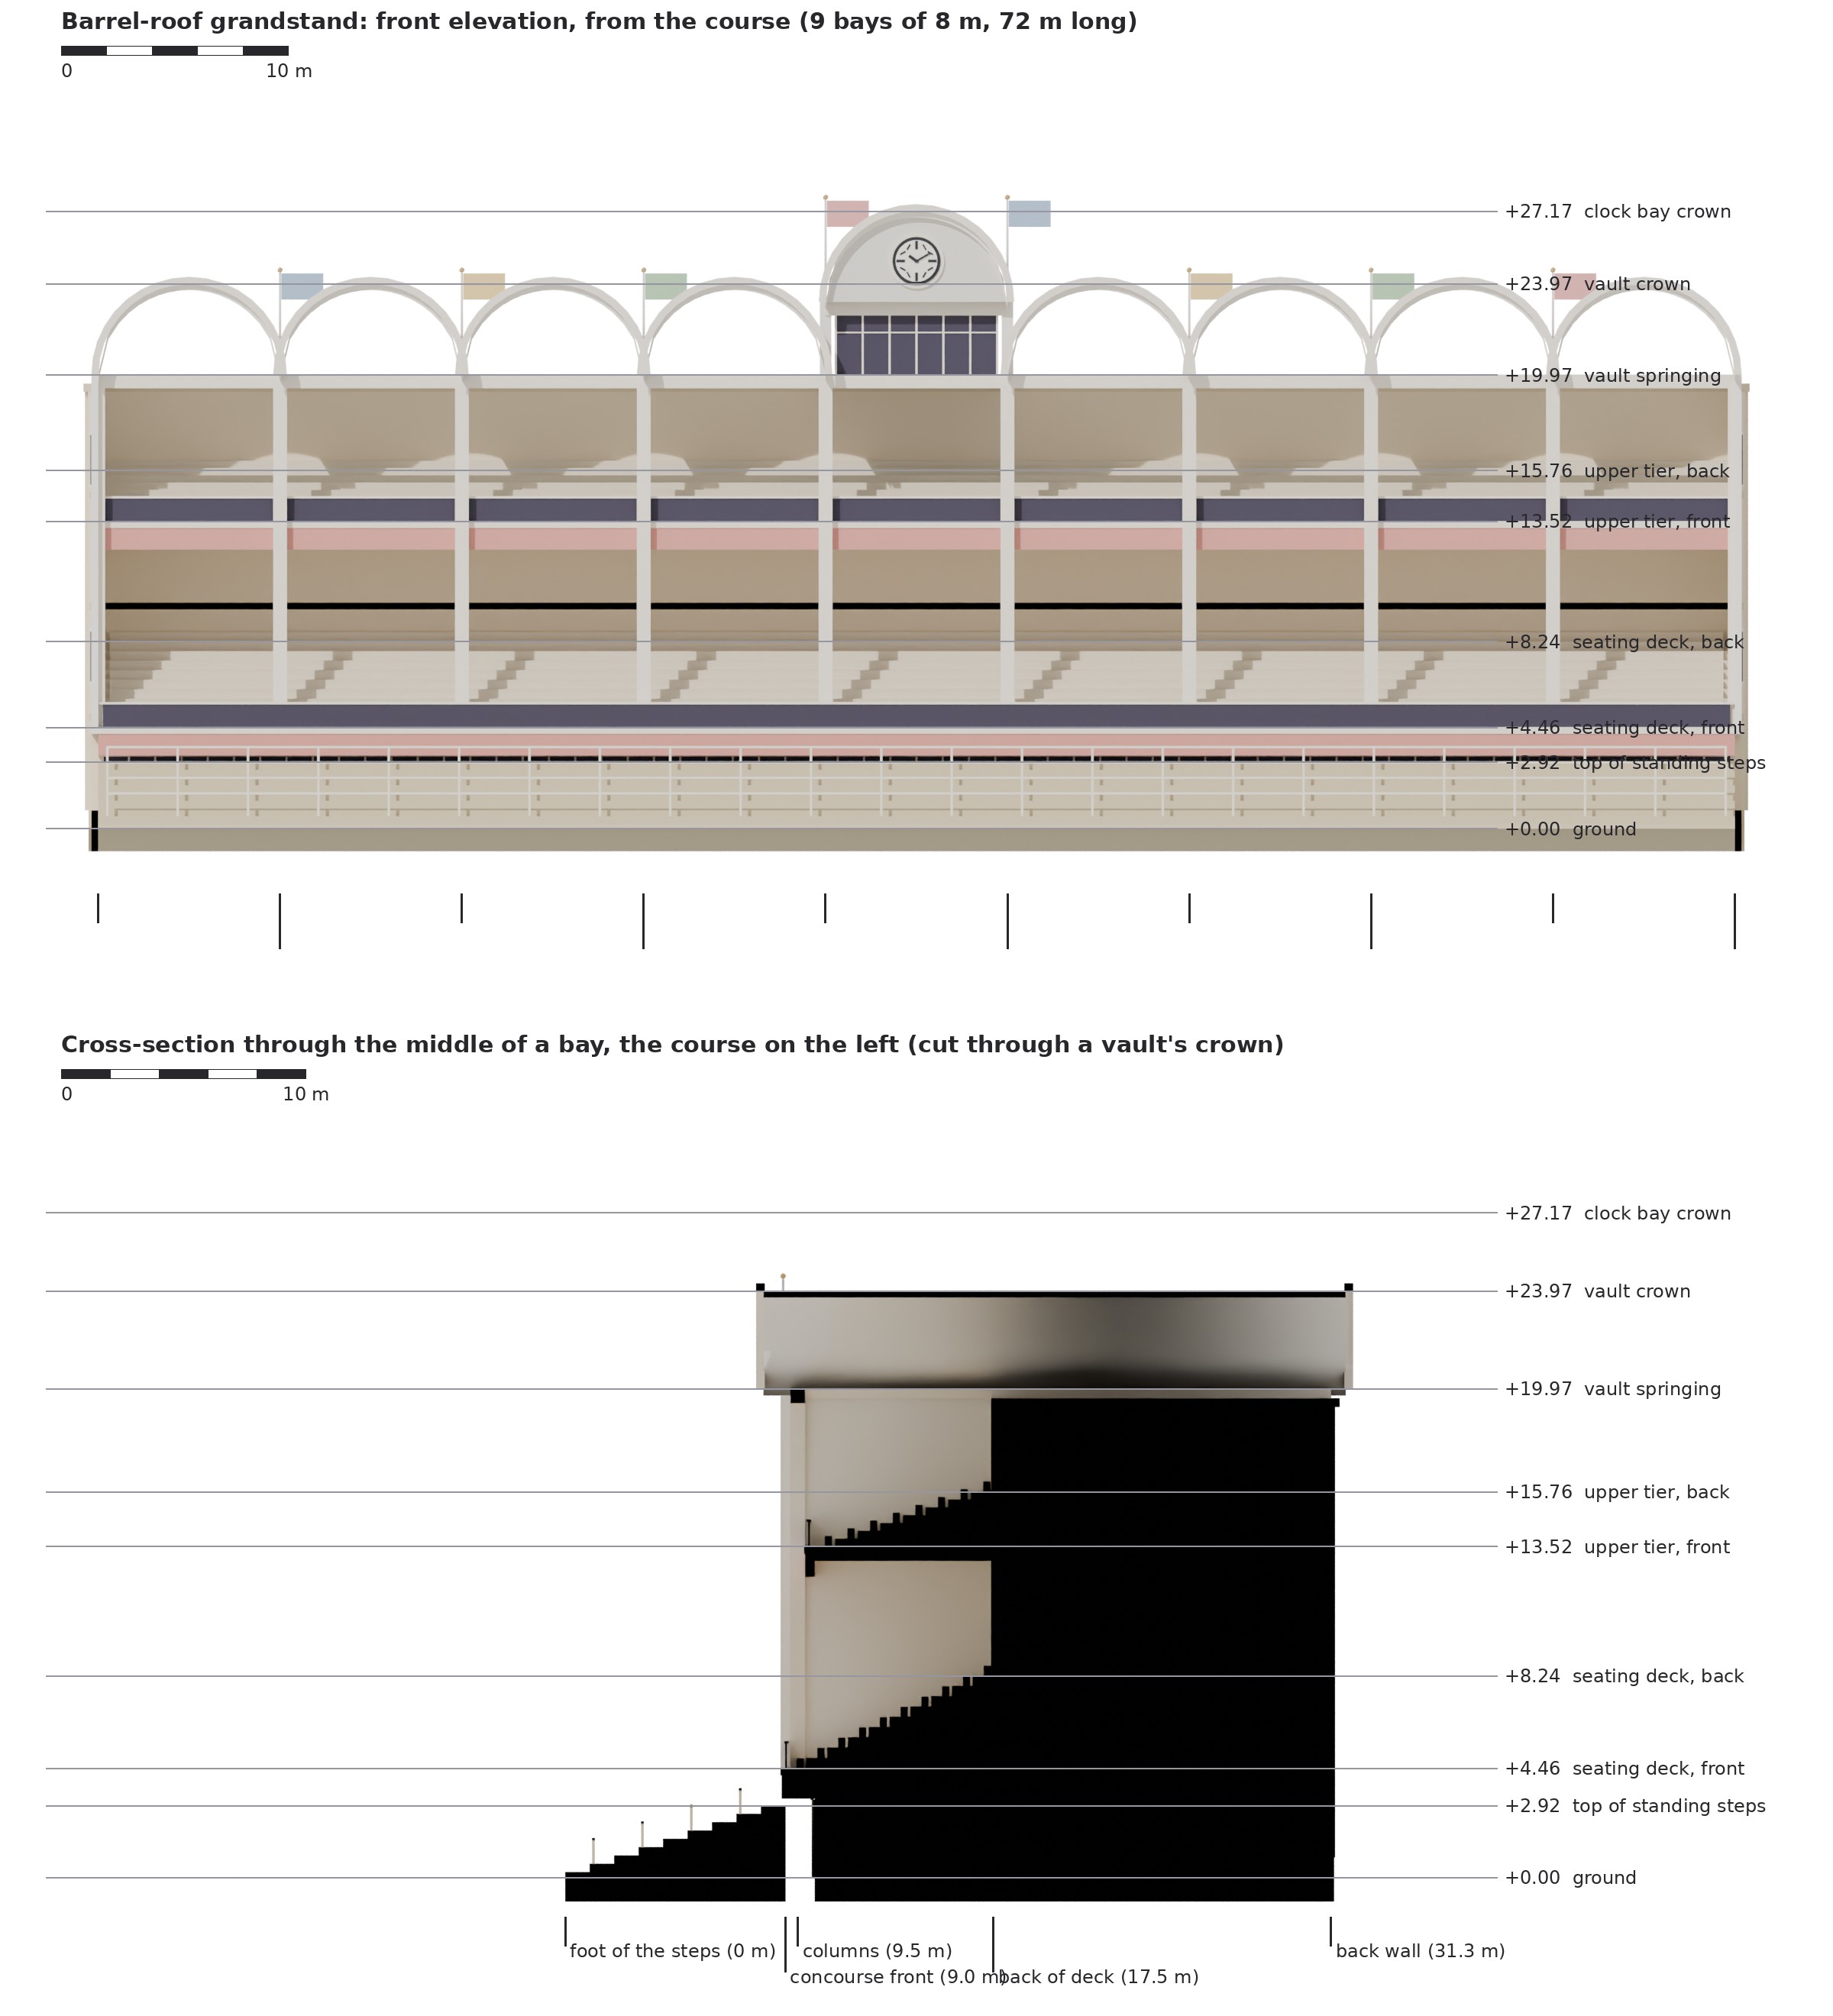 Barrel-roof grandstand: front elevation, from the course (9 bays of 8 m, 72 m long)
0 10 m
+27.17 clock bay crown
+23.97 vault crown
+19.97 vault springing
+15.76 upper tier, back
+13.52 upper tier, front
+8.24 seating deck, back
+4.46 seating deck, front
+2.92 top of standing steps
+0.00 ground
Cross-section through the middle of a bay, the course on the left (cut through a vault's crown)
0 10 m
+27.17 clock bay crown
+23.97 vault crown
+19.97 vault springing
+15.76 upper tier, back
+13.52 upper tier, front
+8.24 seating deck, back
+4.46 seating deck, front
+2.92 top of standing steps
+0.00 ground
foot of the steps (0 m) columns (9.5 m) back wall (31.3 m)
concourse front (9.0 m) back of deck (17.5 m)